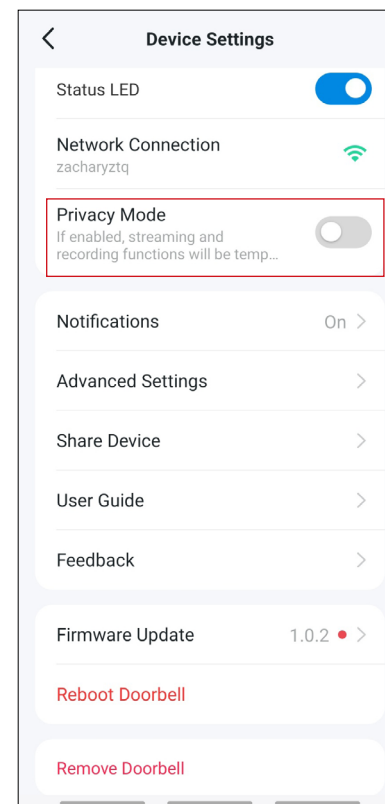 Device Settings
Status LED
Network Connection
zacharyztq
Privacy Mode
If enabled, streaming and
recording functions will be temp...
Notifications On
Advanced Settings
Share Device
User Guide
Feedback
Firmware Update 1.0.2
Reboot Doorbell
Remove Doorbell